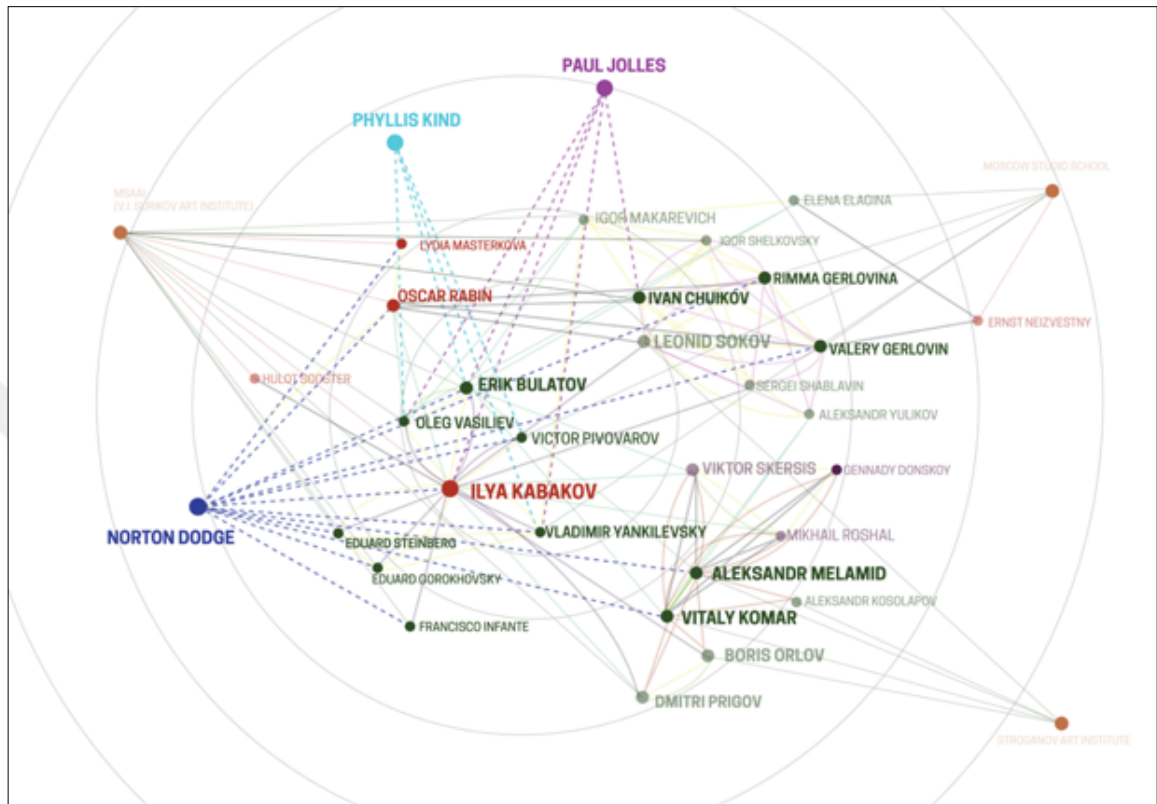 PAUL JOLLES
PHYLLIS KIND
MOSCOW STUDIO SCHOOL
MSAAI
(V.I. SURIKOV ART INSTITUTE)
ELENA ELAGINA
IGOR MAKAREVICH
IGOR SHELKOVSKY
LYDIA MASTERKOVA
RIMMA GERLOVINA
OSCAR RABIN
IVAN CHUIKOV
ERNST NEIZVESTNY
LEONID SOKOV
VALERY GERLOVIN
HULOT SOOSTER
ERIK BULATOV
SERGEI SHABLAVIN
ALEKSANDR YULIKOV
OLEG VASILIEV
VICTOR PIVOVAROV
VIKTOR SKERSIS
GENNADY DONSKOY
ILYA KABAKOV
NORTON DODGE
VLADIMIR YANKILEVSKY
MIKHAIL ROSHAL
EDUARD STEINBERG
ALEKSANDR MELAMID
EDUARD GOROKHOVSKY
ALEKSANDR KOSOLAPOV
VITALY KOMAR
FRANCISCO INFANTE
BORIS ORLOV
DMITRI PRIGOV
STROGANOV ART INSTITUTE